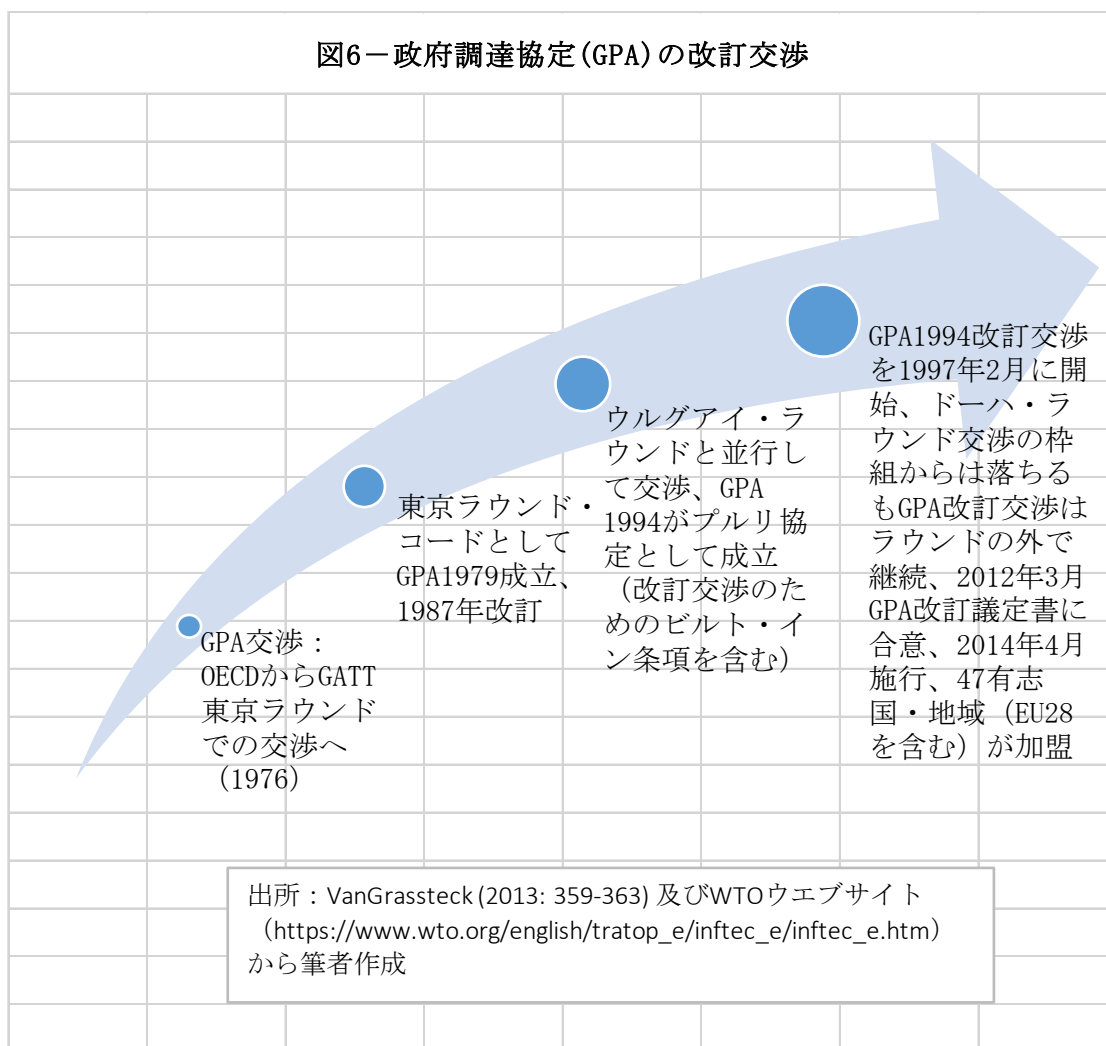 図6－政府調達協定(GPA)の改訂交渉
GPA交渉：
OECDからGATT
東京ラウンド
での交渉へ
（1976）
東京ラウンド・
コードとして
GPA1979成立、
1987年改訂
ウルグアイ・ラ
ウンドと並行し
て交渉、GPA
1994がプルリ協
定として成立
（改訂交渉のた
めのビルト・イ
ン条項を含む）
GPA1994改訂交渉
を1997年2月に開
始、ドーハ・ラ
ウンド交渉の枠
組からは落ちる
もGPA改訂交渉は
ラウンドの外で
継続、2012年3月
GPA改訂議定書に
合意、2014年4月
施行、47有志
国・地域（EU28
を含む）が加盟
出所：VanGrassteck (2013: 359-363) 及びWTOウエブサイト
（https://www.wto.org/english/tratop_e/inftec_e/inftec_e.htm）
から筆者作成